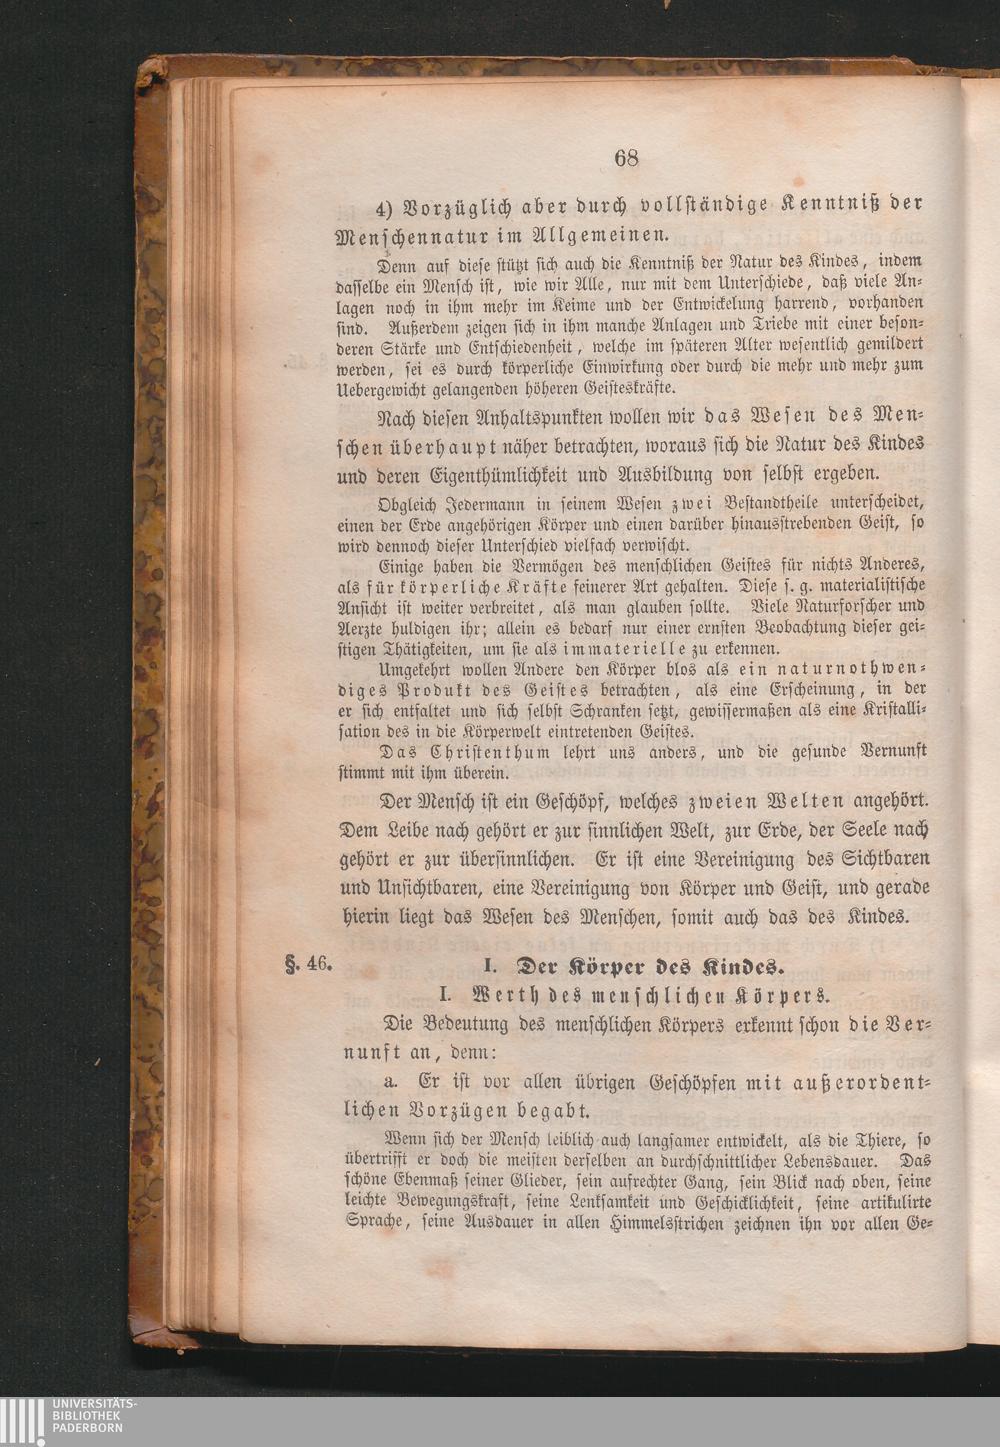 68
4) Vorzüglich aber durch vollständige Kenntniß der
Menschennatur im Allgemeinen.
Denn auf diese stützt sich auch die Kenntniß der Natur des Kindes, indem
dasselbe ein Mensch ist, wie wir Alle, nur mit dem Unterschiede, daß viele An-
lagen noch in ihm mehr im Keime und der Entwickelung harrend, vorhanden
sind. Außerdem zeigen sich in ihm manche Anlagen und Triebe mit einer beson-
deren Stärke und Entschiedenheit, welche im späteren Alter wesentlich gemildert
werden, sei es durch körperliche Einwirkung oder durch die mehr und mehr zum
Uebergewicht gelangenden höheren Geisteskräfte.
Nach diesen Anhaltspunkten wollen wir das Wesen des Men-
schen überhaupt näher betrachten, woraus sich die Natur des Kindes
und deren Eigenthümlichkeit und Ausbildung von selbst ergeben.
Obgleich Jedermann in seinem Wesen zwei Bestandtheile unterscheidet,
einen der Erde angehörigen Körper und einen darüber hinausstrebenden Geist, so
wird dennoch dieser Unterschied vielfach verwischt.
Einige haben die Vermögen des menschlichen Geistes für nichts Anderes,
als für körperliche Kräfte feinerer Art gehalten. Diese s. g. materialistische
Ansicht ist weiter verbreitet, als man glauben sollte. Viele Naturforscher und
Aerzte huldigen ihr; allein es bedarf nur einer ernsten Beobachtung dieser gei-
stigen Thätigkeiten, um sie als immaterielle zu erkennen.
Umgekehrt wollen Andere den Körper blos als ein naturnothwen-
diges Produkt des Geistes betrachten, als eine Erscheinung, in der
er sich entfaltet und sich selbst Schranken setzt, gewissermaßen als eine Kristalli-
sation des in die Körperwelt eintretenden Geistes.
Das Christenthum lehrt uns anders, und die gesunde Vernunft
stimmt mit ihm überein.
Der Mensch ist ein Geschöpf, welches zweien Welten angehört.
Dem Leibe nach gehört er zur sinnlichen Welt, zur Erde, der Seele nach
gehört er zur übersinnlichen. Er ist eine Vereinigung des Sichtbaren
und Unsichtbaren, eine Vereinigung von Körper und Geist, und gerade
hierin liegt das Wesen des Menschen, somit auch das des Kindes.
§. 46. I. Der Körper des Kindes.
I. Werth des menschlichen Körpers.
Die Bedeutung des menschlichen Körpers erkennt schon die Ver-
nunft an, denn:
a. Er ist vor allen übrigen Geschöpfen mit außerordent-
lichen Vorzügen begabt.
Wenn sich der Mensch leiblich auch langsamer entwickelt, als die Thiere, so
übertrifft er doch die meisten derselben an durchschnittlicher Lebensdauer. Das
schöne Ebenmaß seiner Glieder, sein aufrechter Gang, sein Blick nach oben, seine
leichte Bewegungskraft, seine Lenksamkeit und Geschicklichkeit, seine artikulirte
Sprache, seine Ausdauer in allen Himmelsstrichen zeichnen ihn vor allen Ge-
UNIVERSITÄTS-
BIBLIOTHEK
PADERBORN